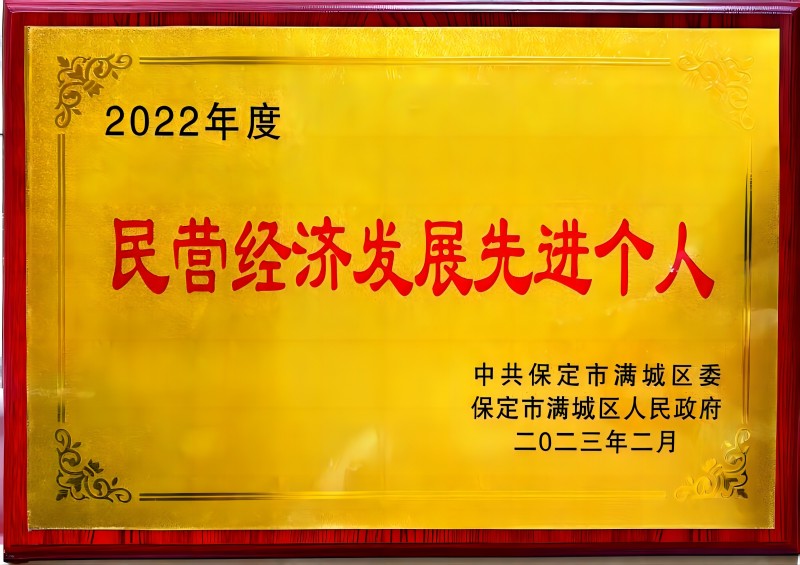 2022年度
民营经济发展先进个人
中共保定市满城区委
保定市满城区人民政府
二0二三年二月